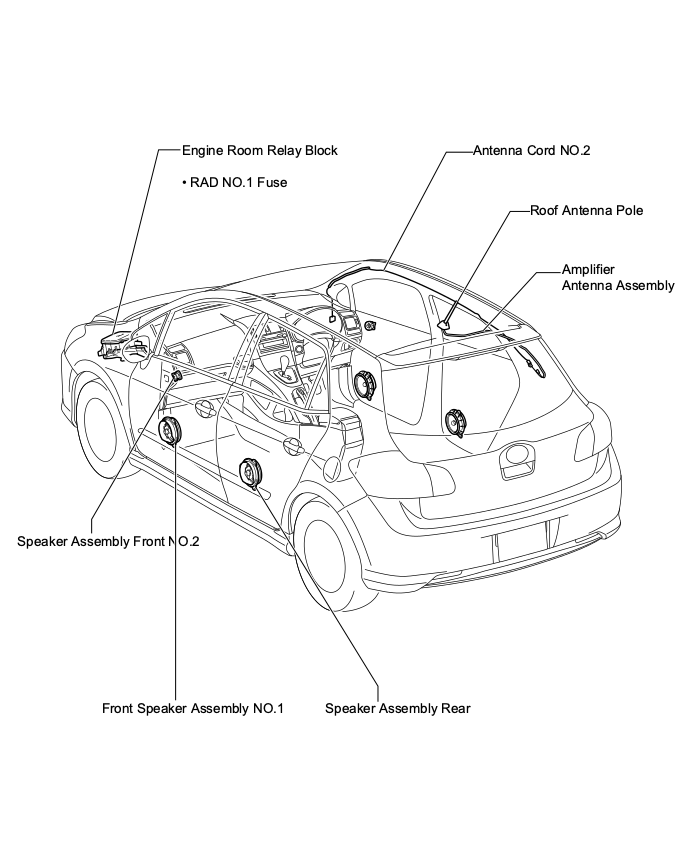 Engine Room Relay Block
• RAD NO.1 Fuse
Antenna Cord NO.2
Roof Antenna Pole
Amplifier
Antenna Assembly
Speaker Assembly Front NO.2
Front Speaker Assembly NO.1
Speaker Assembly Rear